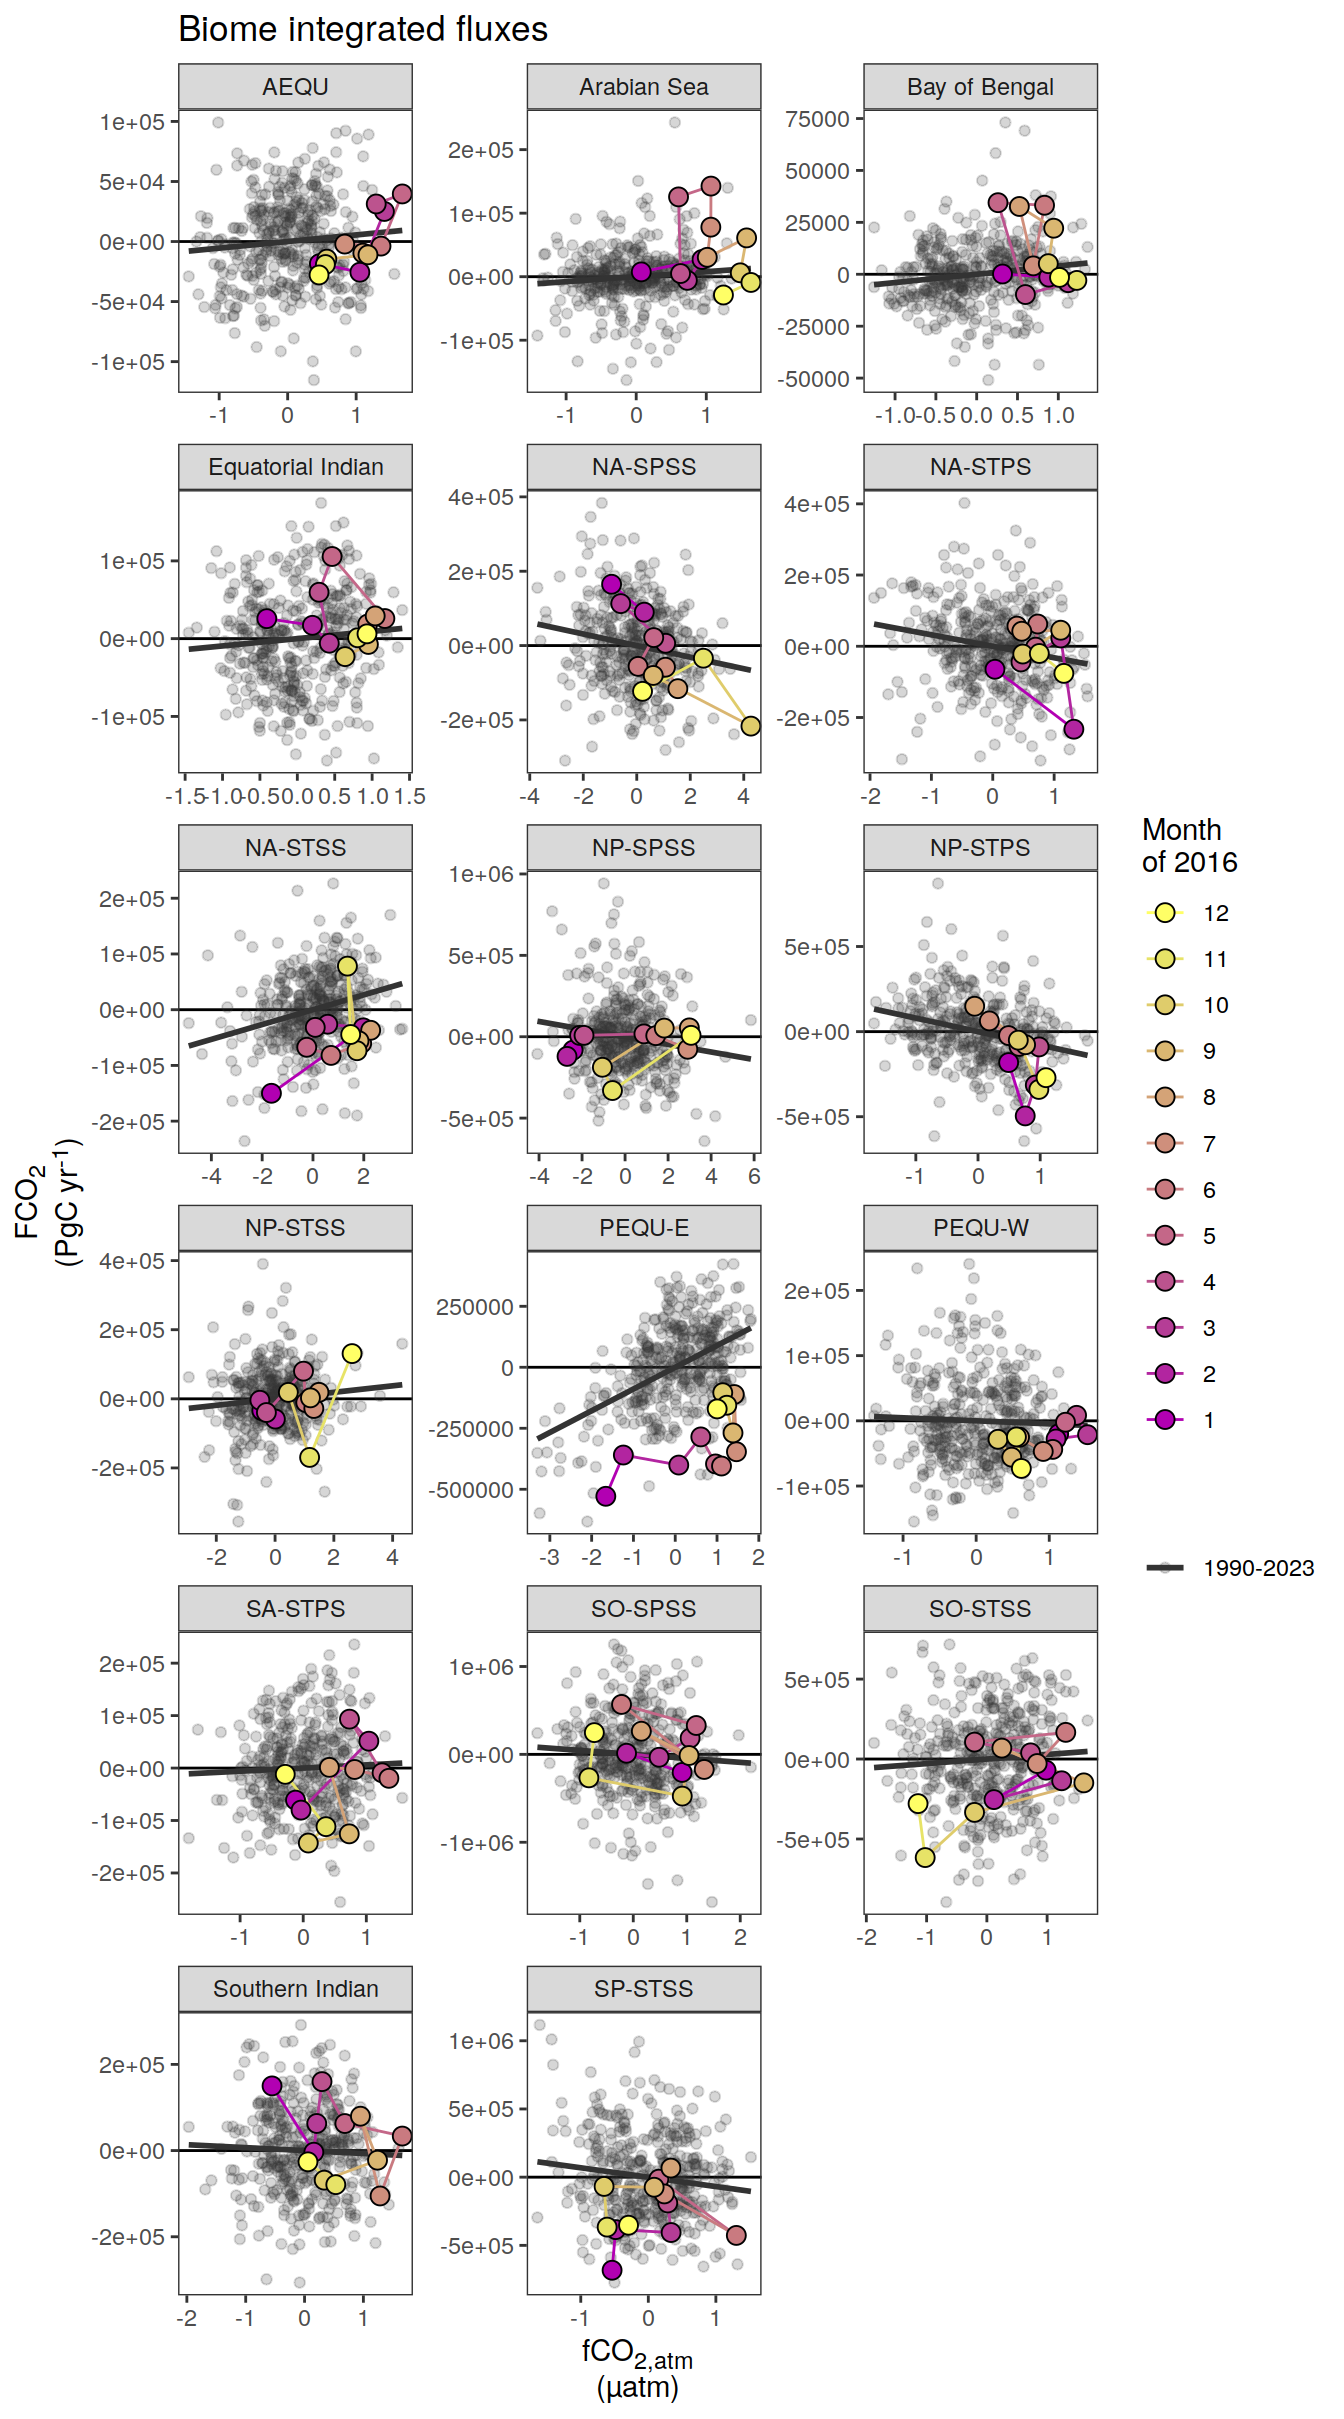 Biome integrated fluxes
AEQU
Arabian Sea
Bay of Bengal
1e+05
5e+04
0e+00
-5e+04
-1e+05
2e+05
1e+05
0e+00
-1e+05
75000
50000
25000
0
-25000
-50000
-1 0 1
-1 0 1
-1.0 -0.5 0.0 0.5 1.0
Equatorial Indian
NA-SPSS
NA-STPS
1e+05
0e+00
-1e+05
4e+05
2e+05
0e+00
-2e+05
4e+05
2e+05
0e+00
-2e+05
-1.5 -1.0 -0.5 0.0 0.5 1.0 1.5
-4 -2 0 2 4
-2 -1 0 1
NA-STSS
NP-SPSS
NP-STPS
2e+05
1e+05
0e+00
-1e+05
-2e+05
1e+06
5e+05
0e+00
-5e+05
5e+05
0e+00
-5e+05
-4 -2 0 2
-4 -2 0 2 4 6
-1 0 1
NP-STSS
PEQU-E
PEQU-W
4e+05
2e+05
0e+00
-2e+05
250000
0
-250000
-500000
2e+05
1e+05
0e+00
-1e+05
-2 0 2 4
-3 -2 -1 0 1 2
-1 0 1
SA-STPS
SO-SPSS
SO-STSS
2e+05
1e+05
0e+00
-1e+05
-2e+05
1e+06
0e+00
-1e+06
5e+05
0e+00
-5e+05
-1 0 1
-1 0 1 2
-2 -1 0 1
Southern Indian
SP-STSS
2e+05
0e+00
-2e+05
1e+06
5e+05
0e+00
-5e+05
-2 -1 0 1
-1 0 1
FCO2
(PgC yr-1)
fCO2,atm
(µatm)
Month
of 2016
12
11
10
9
8
7
6
5
4
3
2
1
1990-2023